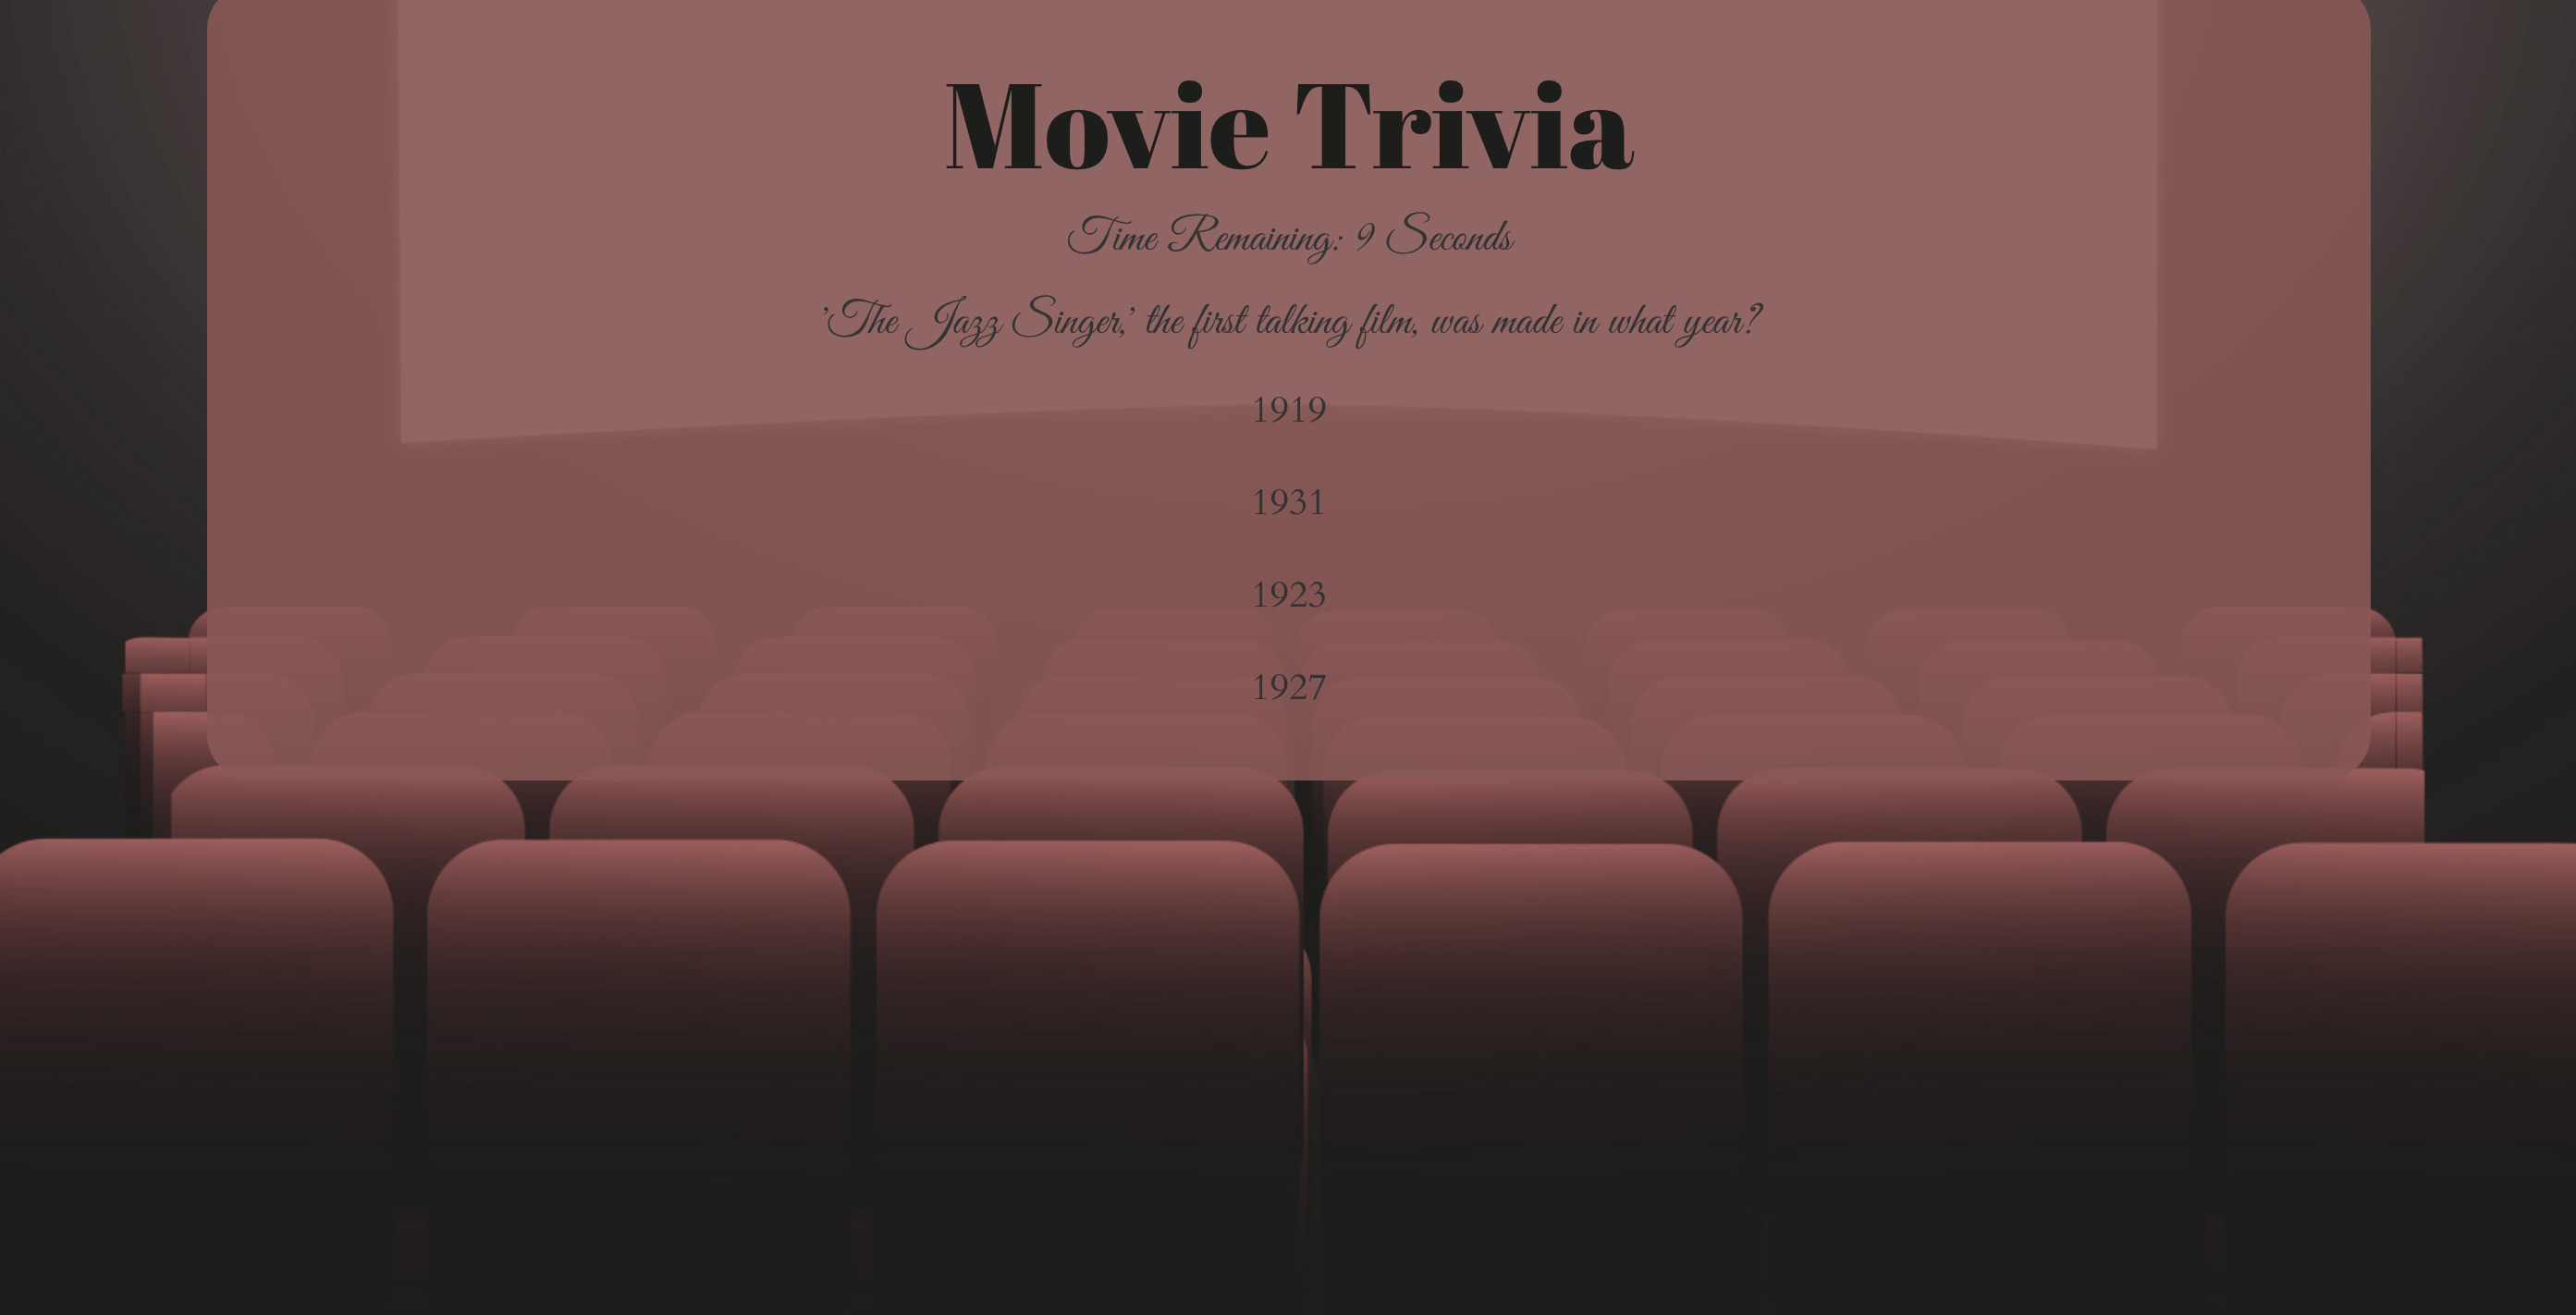 Movie Trivia
Time Remaining: 9 Seconds
'The Jazz Singer,' the first talking film, was made in what year?
1919
1931
1923
1927